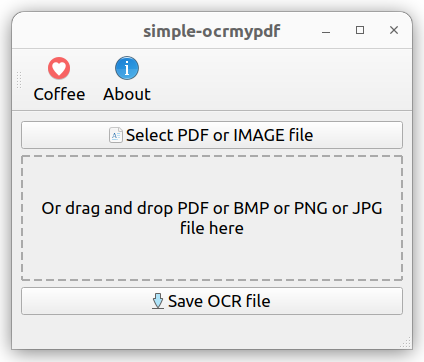 simple-ocrmypdf
Coffee About
Select PDF or IMAGE file
Or drag and drop PDF or BMP or PNG or JPG
file here
Save OCR file